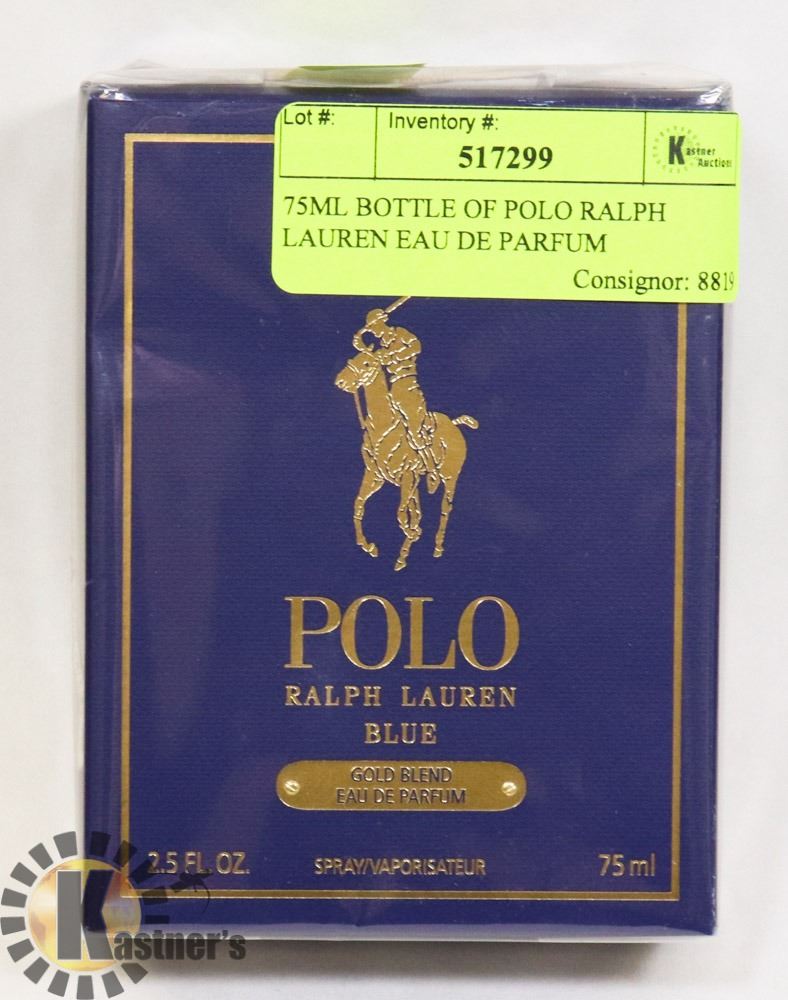 Lot #:
Inventory #:
517299
Kastner
Auctions
75ML BOTTLE OF POLO RALPH
LAUREN EAU DE PARFUM
Consignor: 8819
POLO
RALPH LAUREN
BLUE
GOLD BLEND
EAU DE PARFUM
2.5 FL. OZ.
SPRAY/VAPORISATEUR
75 ml
Kastner's